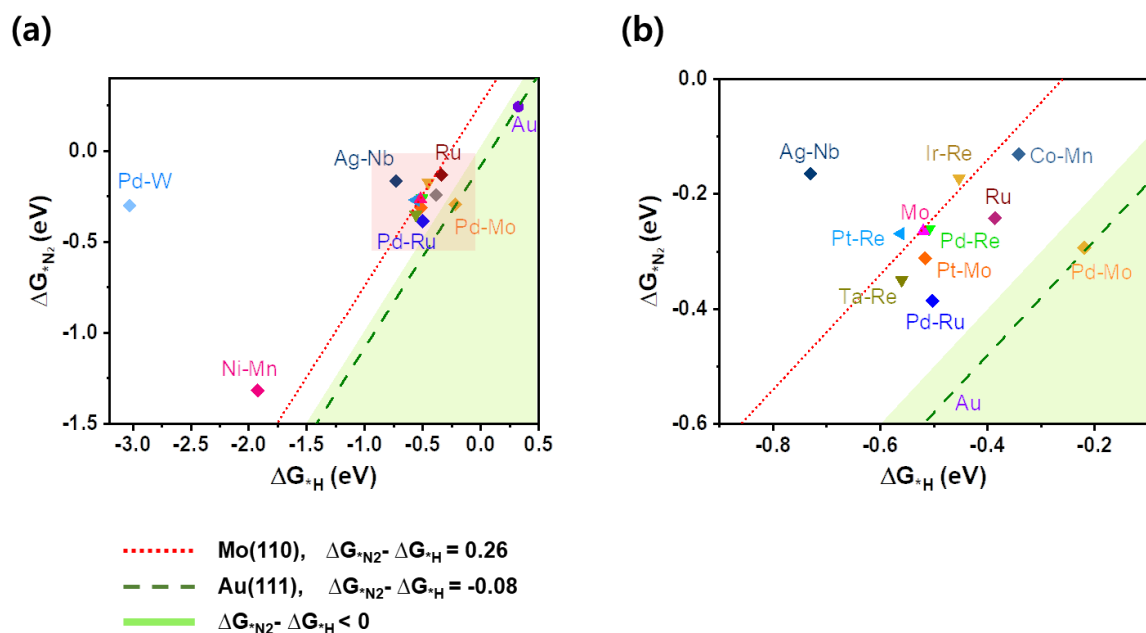 (a)
(b)
0.0
-0.5
-1.0
-1.5
-3.0 -2.5 -2.0 -1.5 -1.0 -0.5 0.0 0.5
ΔG*N₂ (eV)
ΔG*H (eV)
Au
Ag-Nb
Ru
Pd-W
Pd-Ru
Pd-Mo
Ni-Mn
0.0
-0.2
-0.4
-0.6
-0.8 -0.6 -0.4 -0.2
ΔG*N₂ (eV)
ΔG*H (eV)
Ag-Nb
Ir-Re
Co-Mn
Mo
Ru
Pt-Re
Pd-Re
Pt-Mo
Pd-Mo
Ta-Re
Pd-Ru
Au
Mo(110), ΔG*N2- ΔG*H = 0.26
Au(111), ΔG*N2- ΔG*H = -0.08
ΔG*N2- ΔG*H < 0